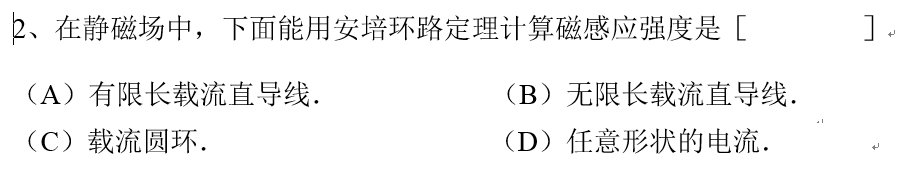 2、在静磁场中，下面能用安培环路定理计算磁感应强度是［　　　］
（A）有限长载流直导线．　（B）无限长载流直导线．
（C）载流圆环．　（D）任意形状的电流．